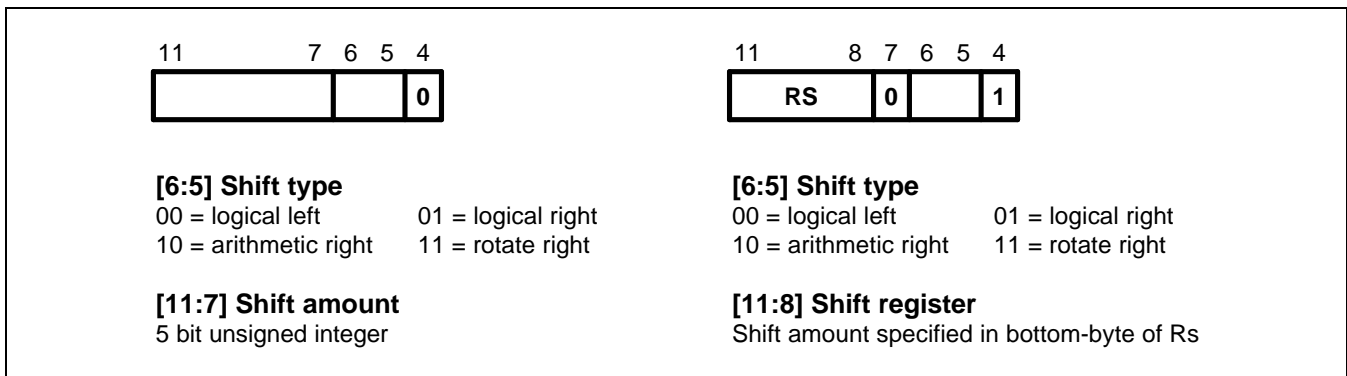 11 7 6 5 4
0
[6:5] Shift type
00 = logical left 01 = logical right
10 = arithmetic right 11 = rotate right
[11:7] Shift amount
5 bit unsigned integer
11 8 7 6 5 4
RS 0 1
[6:5] Shift type
00 = logical left 01 = logical right
10 = arithmetic right 11 = rotate right
[11:8] Shift register
Shift amount specified in bottom-byte of Rs